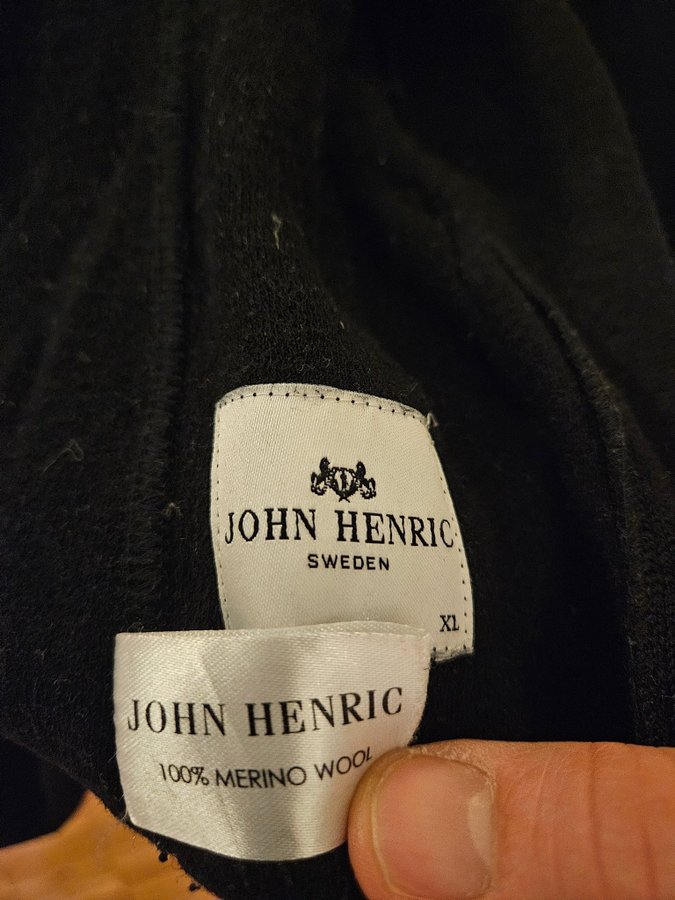 JOHN HENRIC
SWEDEN
XL
JOHN HENRIC
100% MERINO WOOL